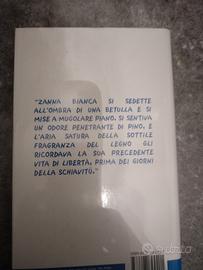 "ZANNA BIANCA SI SEDETTE
ALL'OMBRA DI UNA BETULLA E SI
MISE A MUGOLARE PIANO. SI SENTIVA
UN ODORE PENETRANTE DI PINO, E
L'ARIA SATURA DELLA SOTTILE
FRAGRANZA DEL LEGNO GLI
RICORDAVA LA SUA PRECEDENTE
VITA DI LIBERTÀ, PRIMA DEI GIORNI
DELLA SCHIAVITÙ."
subito.it